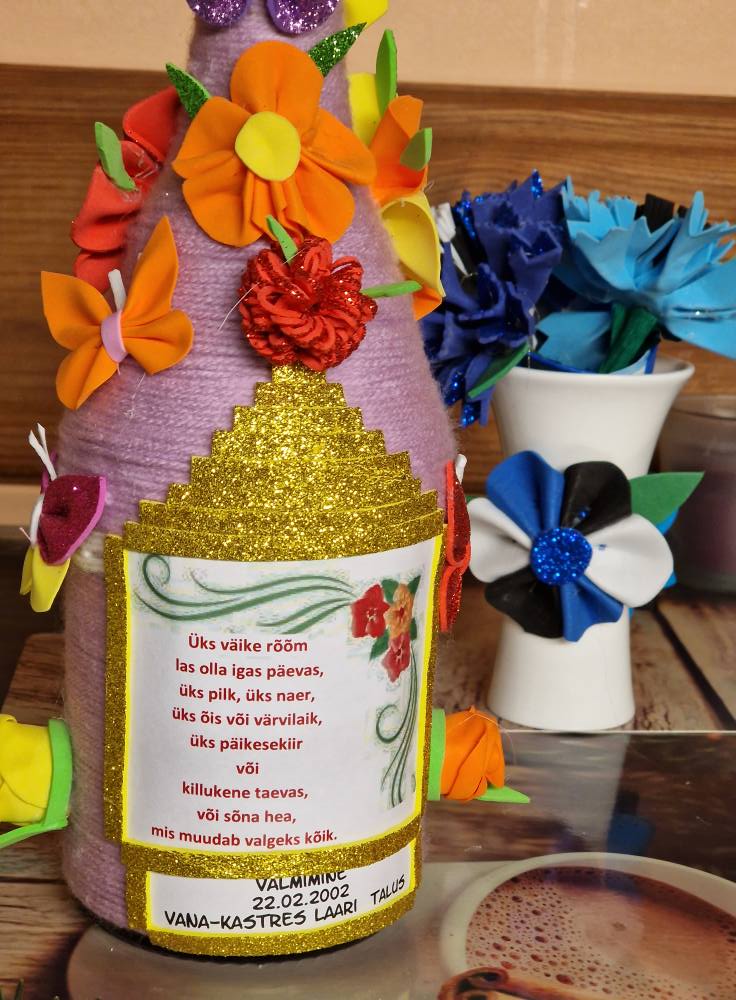 Üks väike rõõm
las olla igas päevas,
üks pilk, üks naer,
üks õis või värvilaik,
üks päikesekiir
või
killukene taevas,
või sõna hea,
mis muudab valgeks kõik.
VALMIMINE
22.02.2002
VANA-KASTRES LAARI TALUS